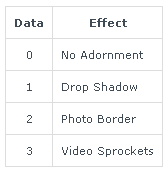 Data Effect
0 No Adornment
1 Drop Shadow
2 Photo Border
3 Video Sprockets